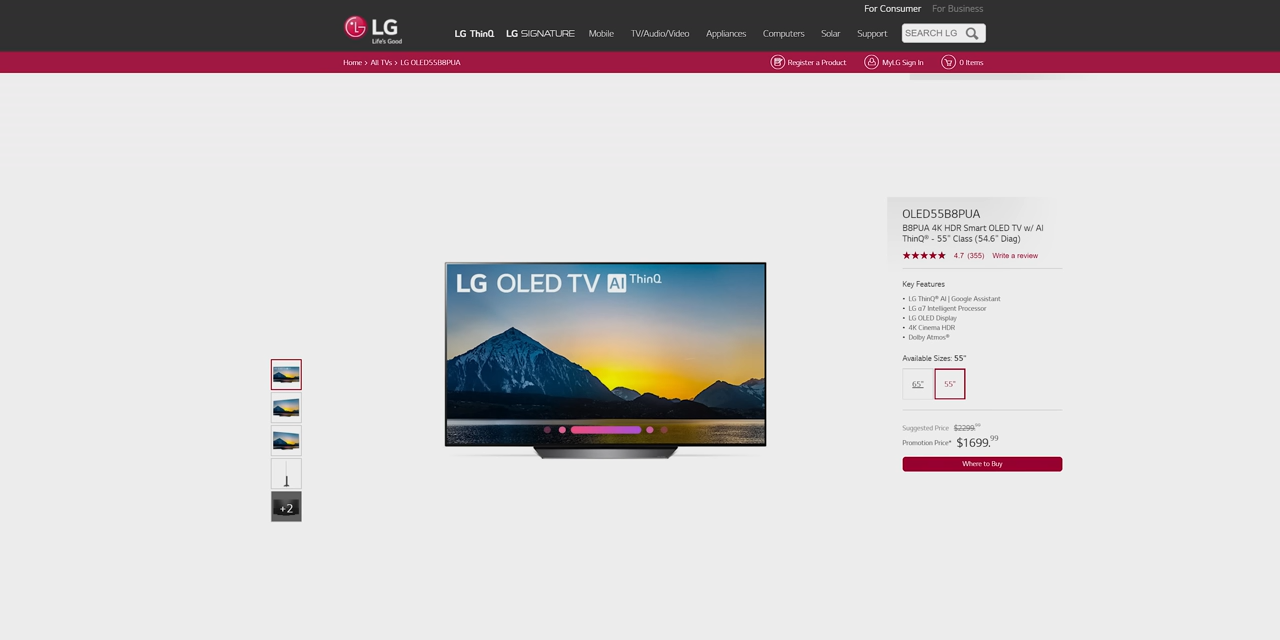 For Consumer For Business
LG
Life's Good
LG ThinQ LG SIGNATURE Mobile TV/Audio/Video Appliances Computers Solar Support SEARCH LG
Home > All TVs > LG OLED55B8PUA Register a Product MyLG Sign In 0 Items
LG OLED TV AI ThinQ
+2
OLED55B8PUA
B8PUA 4K HDR Smart OLED TV w/ AI
ThinQ® - 55" Class (54.6" Diag)
4.7 (355) Write a review
Key Features
• LG ThinQ® AI | Google Assistant
• LG α7 Intelligent Processor
• LG OLED Display
• 4K Cinema HDR
• Dolby Atmos®
Available Sizes: 55"
65" 55"
Suggested Price $2299.99
Promotion Price* $1699.99
Where to Buy